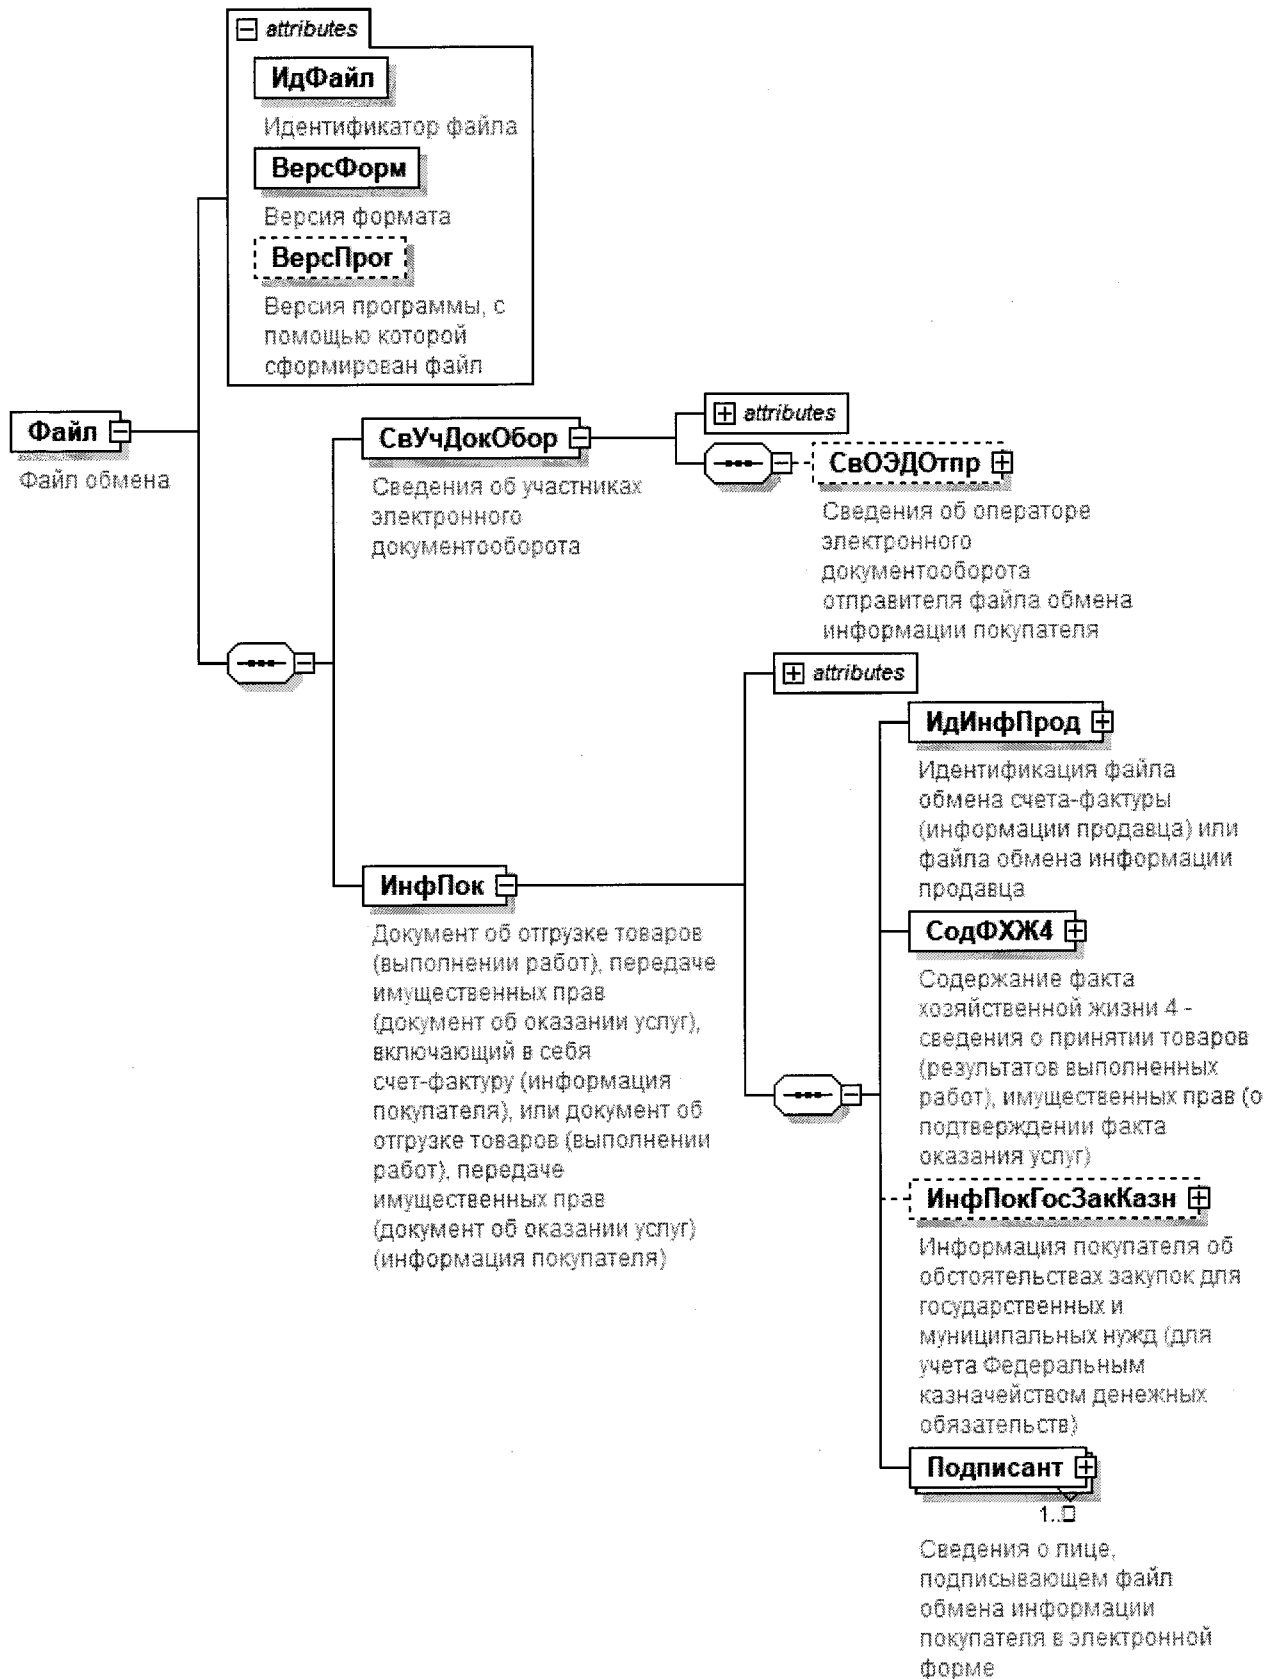 attributes
ИдФайл
Идентификатор файла
ВерсФорм
Версия формата
ВерсПрог
Версия программы, с
помощью которой
сформирован файл
Файл
Файл обмена
СвУчДокОбор
Сведения об участниках
электронного
документооборота
attributes
СвОЭДОтпр
Сведения об операторе
электронного
документооборота
отправителя файла обмена
информации покупателя
ИнфПок
Документ об отгрузке товаров
(выполнении работ), передаче
имущественных прав
(документ об оказании услуг),
включающий в себя
счет-фактуру (информация
покупателя), или документ об
отгрузке товаров (выполнении
работ), передаче
имущественных прав
(документ об оказании услуг)
(информация покупателя)
attributes
ИдИнфПрод
Идентификация файла
обмена счета-фактуры
(информации продавца) или
файла обмена информации
продавца
СодФХЖ4
Содержание факта
хозяйственной жизни 4 -
сведения о принятии товаров
(результатов выполненных
работ), имущественных прав (о
подтверждении факта
оказания услуг)
ИнфПокГосЗакКазн
Информация покупателя об
обстоятельствах закупок для
государственных и
муниципальных нужд (для
учета Федеральным
казначейством денежных
обязательств)
Подписант
1..□
Сведения о лице,
подписывающем файл
обмена информации
покупателя в электронной
форме